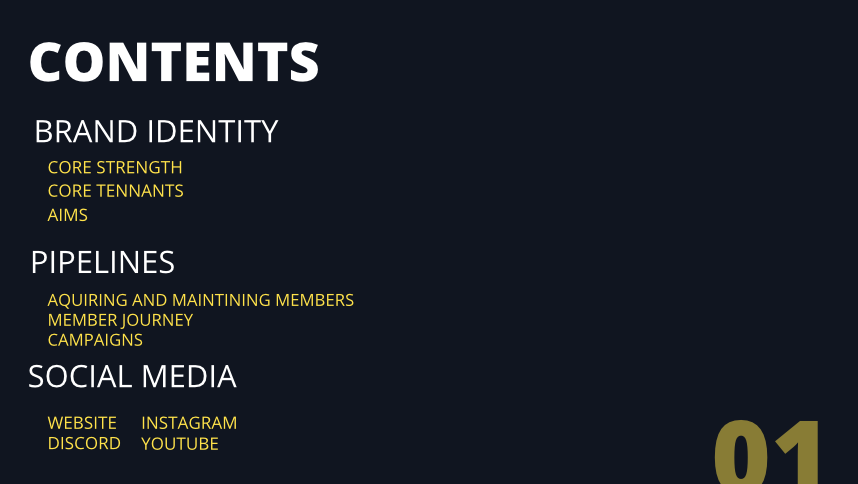 CONTENTS
BRAND IDENTITY
CORE STRENGTH
CORE TENNANTS
AIMS
PIPELINES
AQUIRING AND MAINTINING MEMBERS
MEMBER JOURNEY
CAMPAIGNS
SOCIAL MEDIA
WEBSITE INSTAGRAM
DISCORD YOUTUBE
01